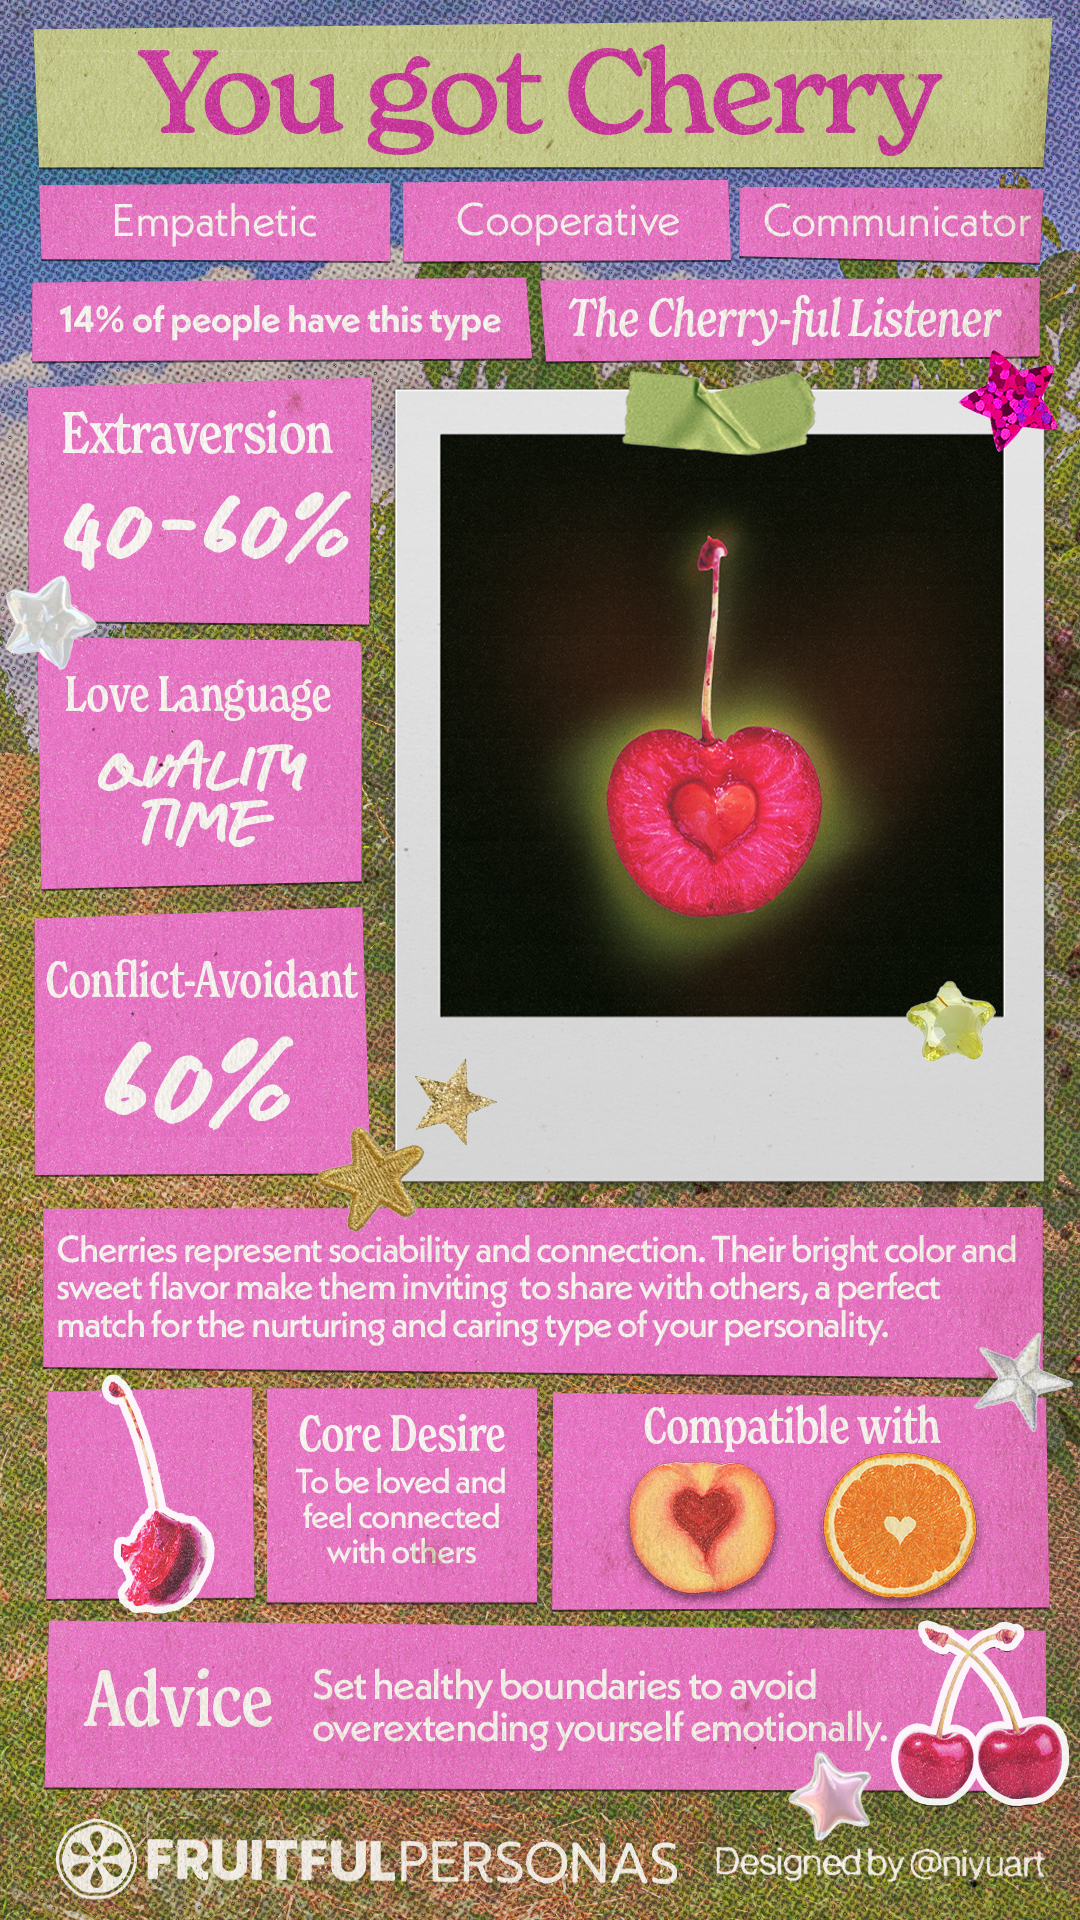 You got Cherry
Empathetic
Cooperative
Communicator
14% of people have this type
The Cherry-ful Listener
Extraversion
40-60%
Love Language
QUALITY
TIME
Conflict-Avoidant
60%
Cherries represent sociability and connection. Their bright color and
sweet flavor make them inviting to share with others, a perfect
match for the nurturing and caring type of your personality.
Core Desire
To be loved and
feel connected
with others
Compatible with
Advice
Set healthy boundaries to avoid
overextending yourself emotionally.
FRUITFULPERSONAS
Designed by @niyuart